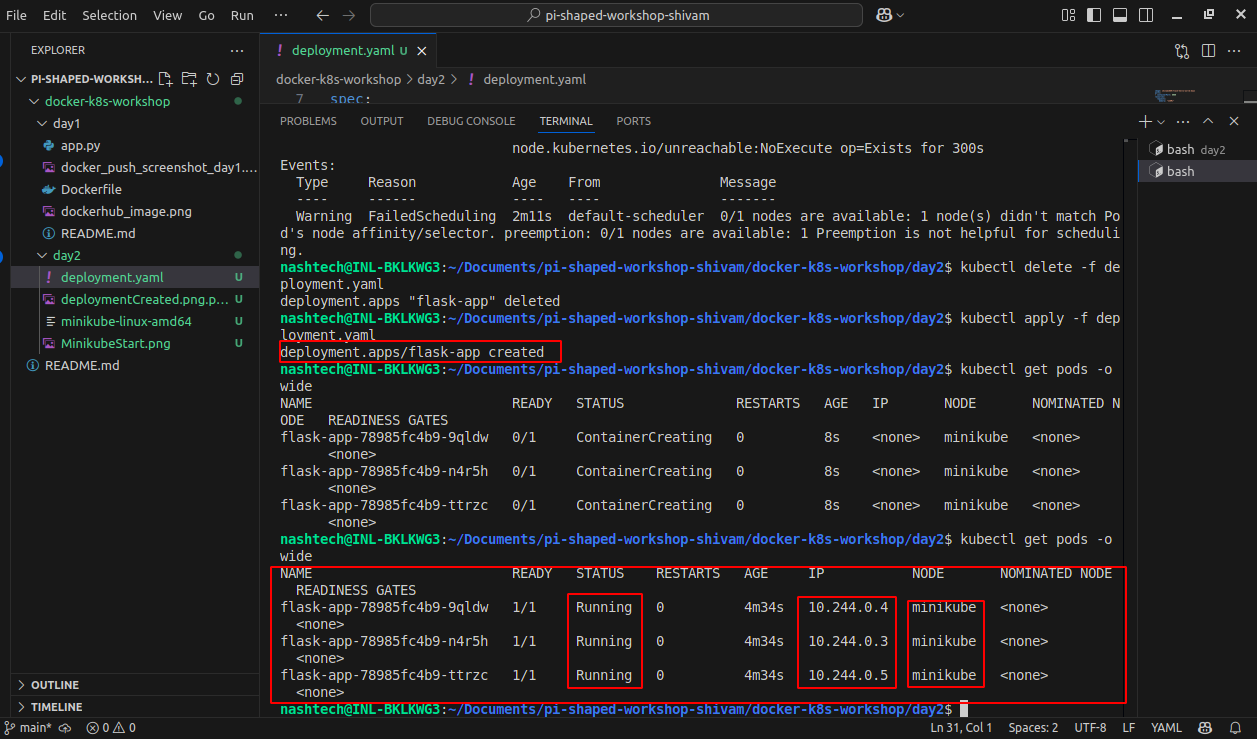 File Edit Selection View Go Run ··· pi-shaped-workshop-shivam
EXPLORER ···
PI-SHAPED-WORKSH...
docker-k8s-workshop
day1
app.py
docker_push_screenshot_day1....
Dockerfile
dockerhub_image.png
README.md
day2
deployment.yaml U
deploymentCreated.png.p... U
minikube-linux-amd64 U
MinikubeStart.png U
README.md
OUTLINE
TIMELINE
deployment.yaml U
docker-k8s-workshop > day2 > ! deployment.yaml
7 spec:
PROBLEMS OUTPUT DEBUG CONSOLE TERMINAL PORTS
bash day2
bash
node.kubernetes.io/unreachable:NoExecute op=Exists for 300s
Events:
Type Reason Age From Message
---- ------ ---- ---- -------
Warning FailedScheduling 2m11s default-scheduler 0/1 nodes are available: 1 node(s) didn't match Po
d's node affinity/selector. preemption: 0/1 nodes are available: 1 Preemption is not helpful for scheduli
ng.
nashtech@INL-BKLKWG3:~/Documents/pi-shaped-workshop-shivam/docker-k8s-workshop/day2$ kubectl delete -f de
ployment.yaml
deployment.apps "flask-app" deleted
nashtech@INL-BKLKWG3:~/Documents/pi-shaped-workshop-shivam/docker-k8s-workshop/day2$ kubectl apply -f dep
loyment.yaml
deployment.apps/flask-app created
nashtech@INL-BKLKWG3:~/Documents/pi-shaped-workshop-shivam/docker-k8s-workshop/day2$ kubectl get pods -o
wide
NAME READY STATUS RESTARTS AGE IP NODE NOMINATED N
ODE READINESS GATES
flask-app-78985fc4b9-9qldw 0/1 ContainerCreating 0 8s <none> minikube <none>
<none>
flask-app-78985fc4b9-n4r5h 0/1 ContainerCreating 0 8s <none> minikube <none>
<none>
flask-app-78985fc4b9-ttrzc 0/1 ContainerCreating 0 8s <none> minikube <none>
<none>
nashtech@INL-BKLKWG3:~/Documents/pi-shaped-workshop-shivam/docker-k8s-workshop/day2$ kubectl get pods -o
wide
NAME READY STATUS RESTARTS AGE IP NODE NOMINATED NODE
READINESS GATES
flask-app-78985fc4b9-9qldw 1/1 Running 0 4m34s 10.244.0.4 minikube <none>
<none>
flask-app-78985fc4b9-n4r5h 1/1 Running 0 4m34s 10.244.0.3 minikube <none>
<none>
flask-app-78985fc4b9-ttrzc 1/1 Running 0 4m34s 10.244.0.5 minikube <none>
<none>
nashtech@INL-BKLKWG3:~/Documents/pi-shaped-workshop-shivam/docker-k8s-workshop/day2$
main* 0 0 Ln 31, Col 1 Spaces: 2 UTF-8 LF YAML